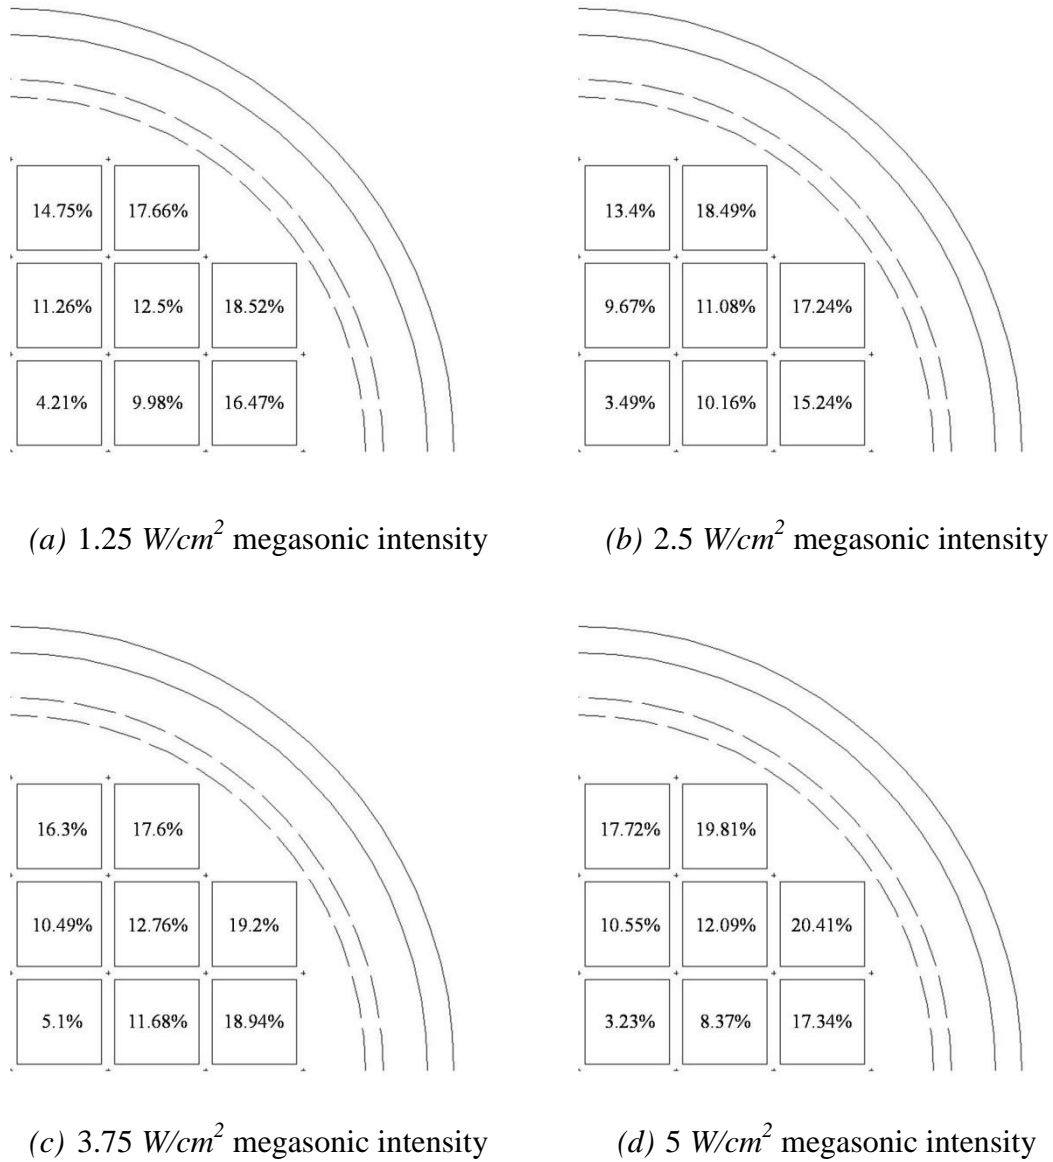 14.75% 17.66%
11.26% 12.5% 18.52%
4.21% 9.98% 16.47%
(a) 1.25 W/cm² megasonic intensity
13.4% 18.49%
9.67% 11.08% 17.24%
3.49% 10.16% 15.24%
(b) 2.5 W/cm² megasonic intensity
16.3% 17.6%
10.49% 12.76% 19.2%
5.1% 11.68% 18.94%
(c) 3.75 W/cm² megasonic intensity
17.72% 19.81%
10.55% 12.09% 20.41%
3.23% 8.37% 17.34%
(d) 5 W/cm² megasonic intensity